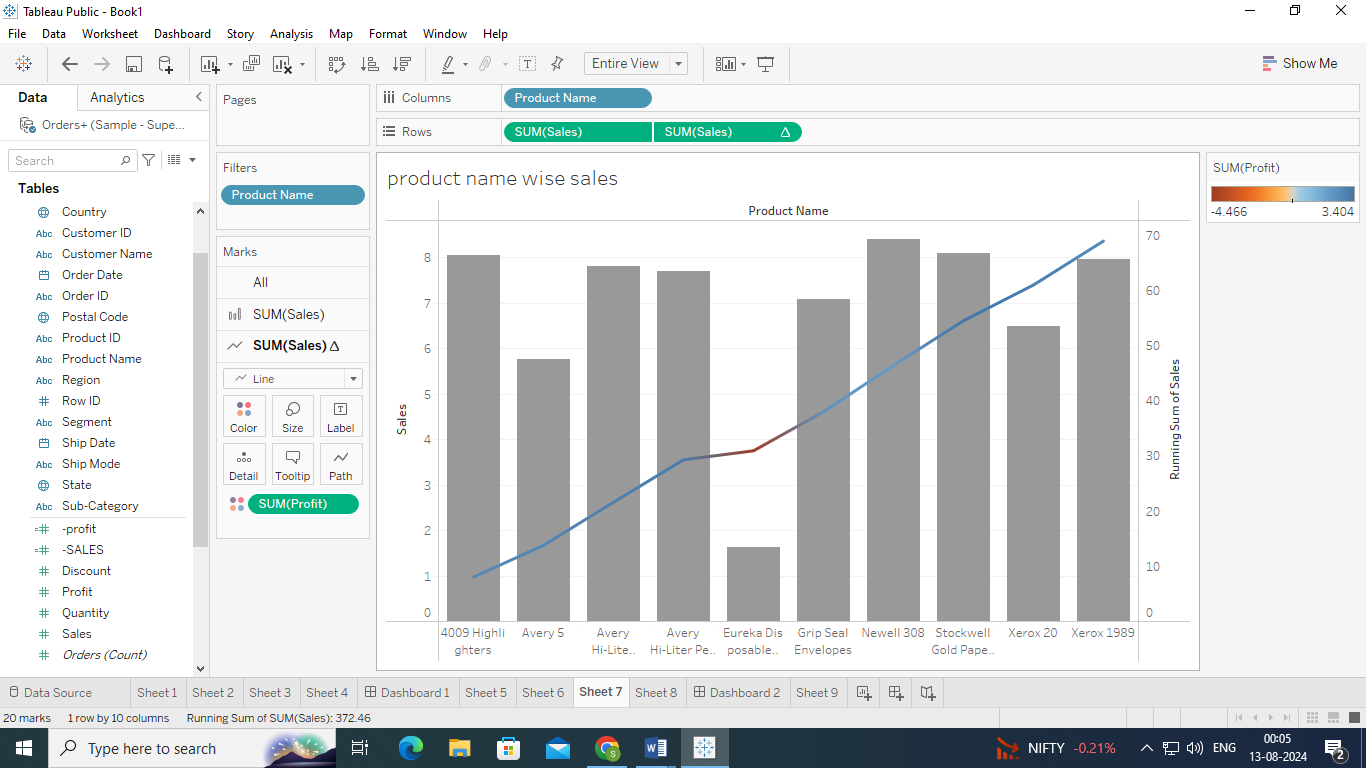 Tableau Public - Book1
File Data Worksheet Dashboard Story Analysis Map Format Window Help
Entire View
Show Me
Data Analytics
Orders+ (Sample - Supe...
Search
Tables
Country
Abc Customer ID
Abc Customer Name
Order Date
Abc Order ID
Postal Code
Abc Product ID
Abc Product Name
Abc Region
# Row ID
Abc Segment
Ship Date
Abc Ship Mode
State
Abc Sub-Category
=# -profit
=# -SALES
# Discount
# Profit
# Quantity
# Sales
# Orders (Count)
Pages
Filters
Product Name
Marks
All
SUM(Sales)
SUM(Sales) Δ
Line
Color Size Label
Detail Tooltip Path
SUM(Profit)
Columns Product Name
Rows SUM(Sales) SUM(Sales) Δ
product name wise sales
Product Name
Sales
8
7
6
5
4
3
2
1
0
Running Sum of Sales
70
60
50
40
30
20
10
0
4009 Highli
ghters
Avery 5
Avery
Hi-Lite..
Avery
Hi-Liter Pe..
Eureka Dis
posable..
Grip Seal
Envelopes
Newell 308
Stockwell
Gold Pape..
Xerox 20
Xerox 1989
SUM(Profit)
-4.466 3.404
Data Source Sheet 1 Sheet 2 Sheet 3 Sheet 4 Dashboard 1 Sheet 5 Sheet 6 Sheet 7 Sheet 8 Dashboard 2 Sheet 9
20 marks 1 row by 10 columns Running Sum of SUM(Sales): 372.46
Type here to search
NIFTY -0.21%
ENG
00:05
13-08-2024
2